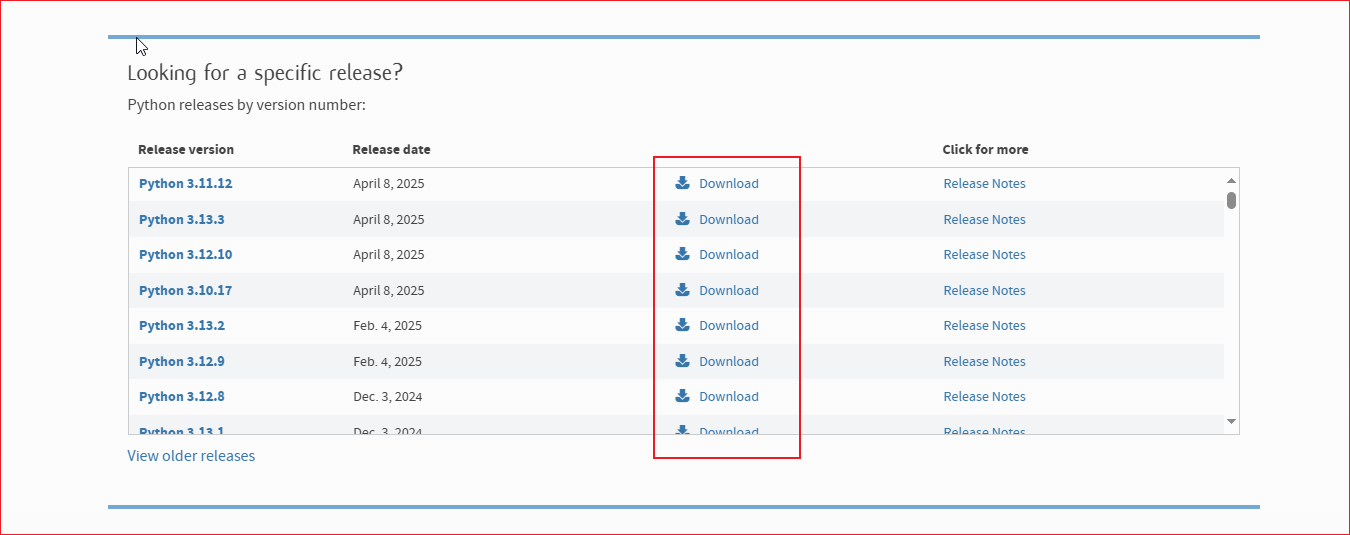 Looking for a specific release?
Python releases by version number:
Release version Release date Click for more
Python 3.11.12 April 8, 2025 Download Release Notes
Python 3.13.3 April 8, 2025 Download Release Notes
Python 3.12.10 April 8, 2025 Download Release Notes
Python 3.10.17 April 8, 2025 Download Release Notes
Python 3.13.2 Feb. 4, 2025 Download Release Notes
Python 3.12.9 Feb. 4, 2025 Download Release Notes
Python 3.12.8 Dec. 3, 2024 Download Release Notes
Python 3.13.1 Dec. 3, 2024 Download Release Notes
View older releases